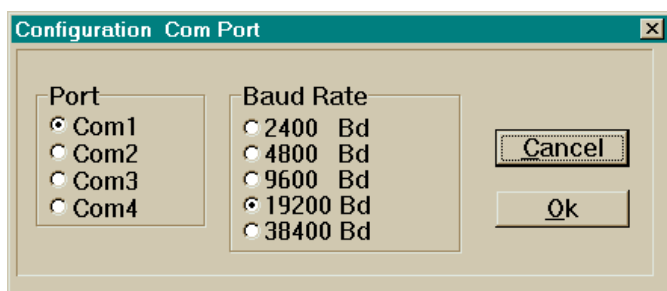 Configuration  Com Port
Port
Com1
Com2
Com3
Com4
Baud Rate
2400  Bd
4800  Bd
9600  Bd
19200 Bd
38400 Bd
Cancel
Ok